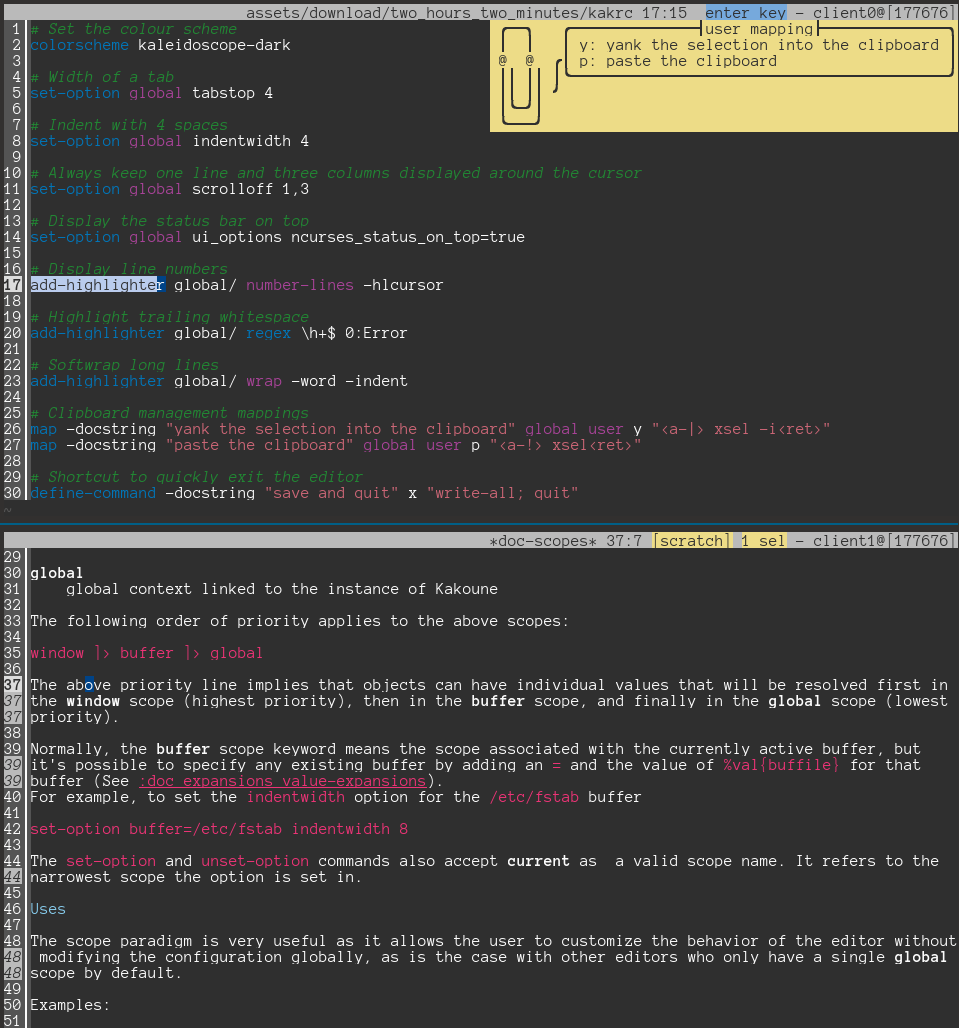 assets/download/two_hours_two_minutes/kakrc 17:15 enter key - client0@[177676]
user mapping
y: yank the selection into the clipboard
p: paste the clipboard
@ @
1 # Set the colour scheme
2 colorscheme kaleidoscope-dark
3
4 # Width of a tab
5 set-option global tabstop 4
6
7 # Indent with 4 spaces
8 set-option global indentwidth 4
9
10 # Always keep one line and three columns displayed around the cursor
11 set-option global scrolloff 1,3
12
13 # Display the status bar on top
14 set-option global ui_options ncurses_status_on_top=true
15
16 # Display line numbers
17 add-highlighter global/ number-lines -hlcursor
18
19 # Highlight trailing whitespace
20 add-highlighter global/ regex \h+$ 0:Error
21
22 # Softwrap long lines
23 add-highlighter global/ wrap -word -indent
24
25 # Clipboard management mappings
26 map -docstring "yank the selection into the clipboard" global user y "<a-|> xsel -i<ret>"
27 map -docstring "paste the clipboard" global user p "<a-!> xsel<ret>"
28
29 # Shortcut to quickly exit the editor
30 define-command -docstring "save and quit" x "write-all; quit"
~
*doc-scopes* 37:7 [scratch] 1 sel - client1@[177676]
29
30 global
31     global context linked to the instance of Kakoune
32
33 The following order of priority applies to the above scopes:
34
35 window ⌉> buffer ⌉> global
36
37 The above priority line implies that objects can have individual values that will be resolved first in
37 the window scope (highest priority), then in the buffer scope, and finally in the global scope (lowest
37 priority).
38
39 Normally, the buffer scope keyword means the scope associated with the currently active buffer, but
39 it's possible to specify any existing buffer by adding an = and the value of %val{buffile} for that
39 buffer (See :doc expansions value-expansions).
40 For example, to set the indentwidth option for the /etc/fstab buffer
41
42 set-option buffer=/etc/fstab indentwidth 8
43
44 The set-option and unset-option commands also accept current as  a valid scope name. It refers to the
44 narrowest scope the option is set in.
45
46 Uses
47
48 The scope paradigm is very useful as it allows the user to customize the behavior of the editor without
48  modifying the configuration globally, as is the case with other editors who only have a single global
48 scope by default.
49
50 Examples:
51